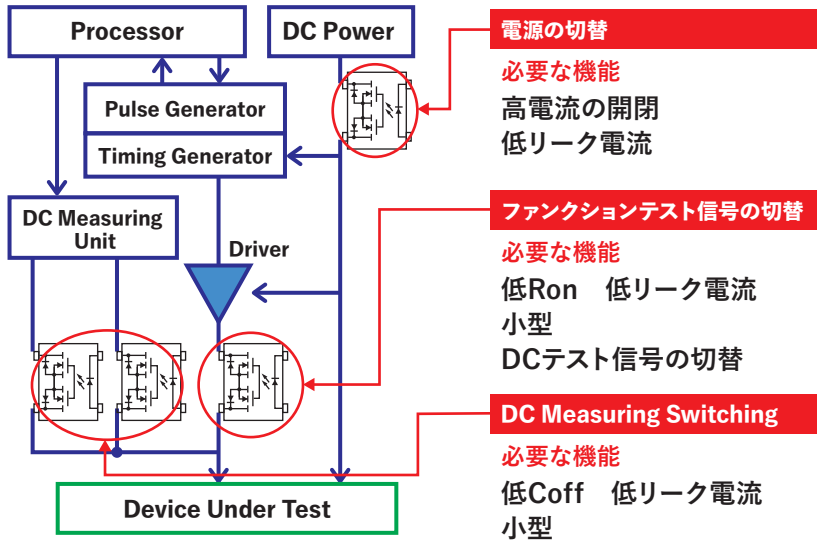 Processor
DC Power
Pulse Generator
Timing Generator
DC Measuring
Unit
Driver
Device Under Test
電源の切替
必要な機能
高電流の開閉
低リーク電流
ファンクションテスト信号の切替
必要な機能
低Ron　低リーク電流
小型
DCテスト信号の切替
DC Measuring Switching
必要な機能
低Coff　低リーク電流
小型